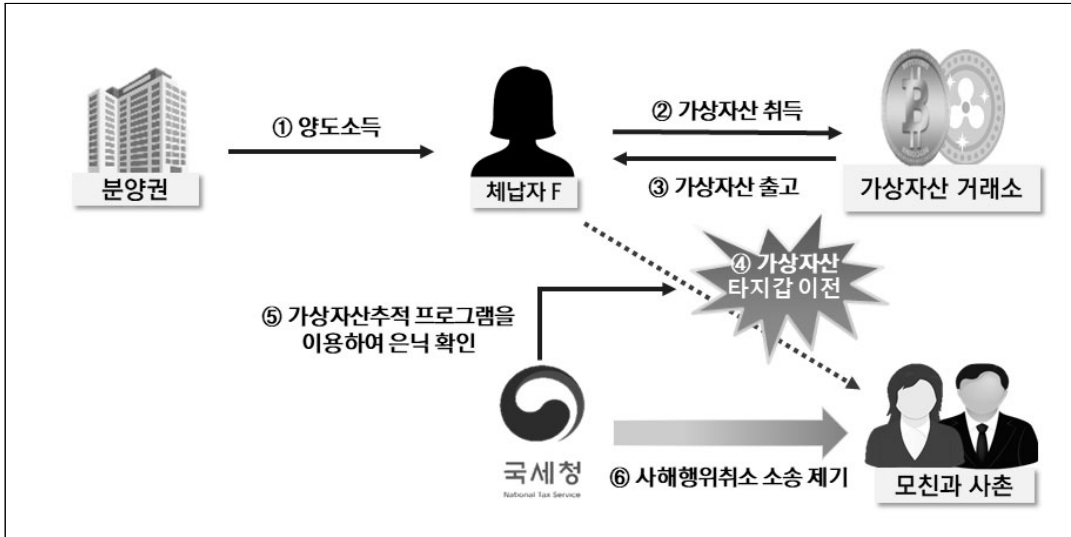 ① 양도소득
② 가상자산 취득
분양권
체납자 F
③ 가상자산 출고
가상자산 거래소
④ 가상자산
타지갑 이전
⑤ 가상자산추적 프로그램을
이용하여 은닉 확인
국세청
National Tax Service
⑥ 사해행위취소 소송 제기
모친과 사촌